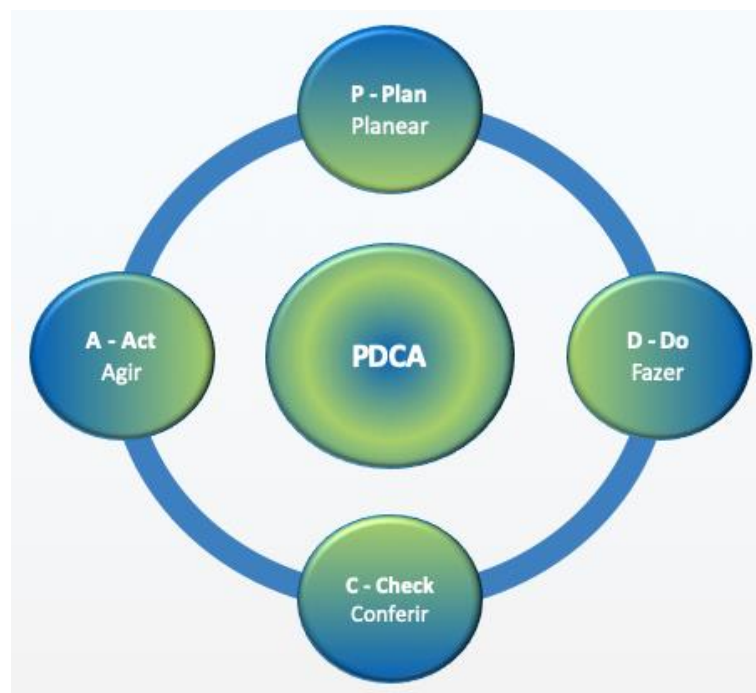 P - Plan
Planear
A - Act
Agir
PDCA
D - Do
Fazer
C - Check
Conferir